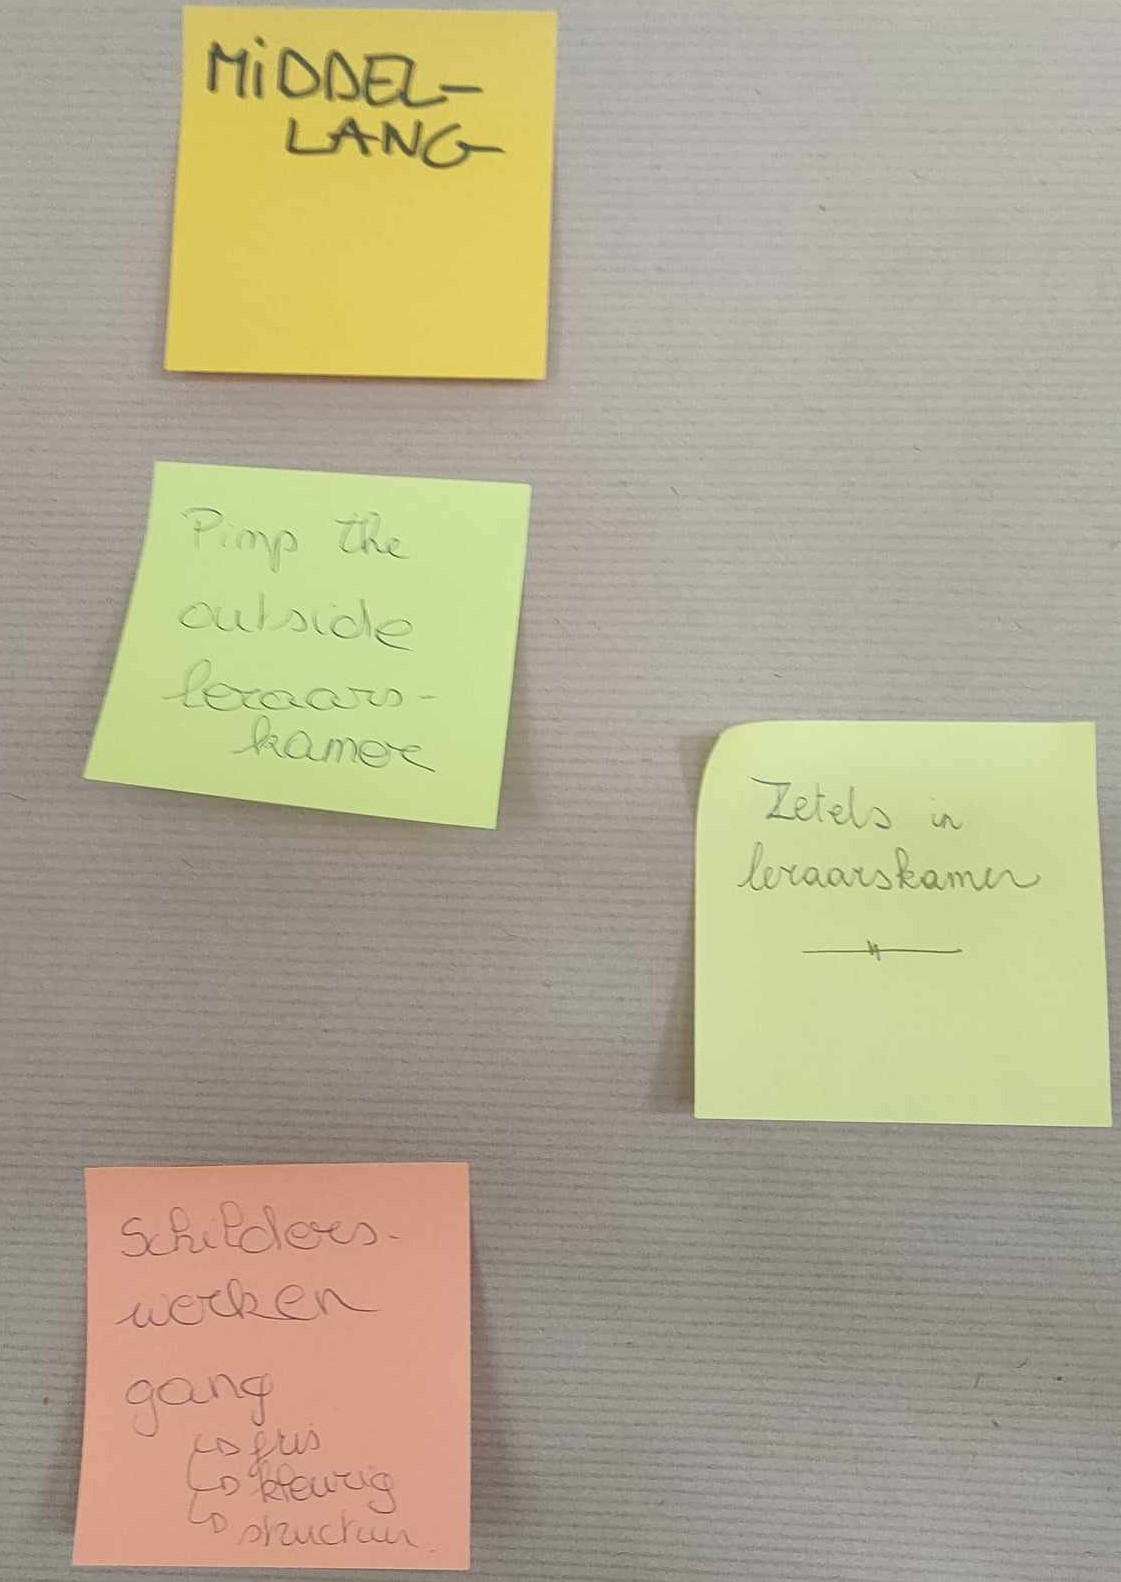 MiDDEL-
LANG
Pimp the
outside
leraars-
kamer
Zetels in
leraarskamer
Schilders-
werken
gang
↳ fris
↳ kleurig
↳ structuur.